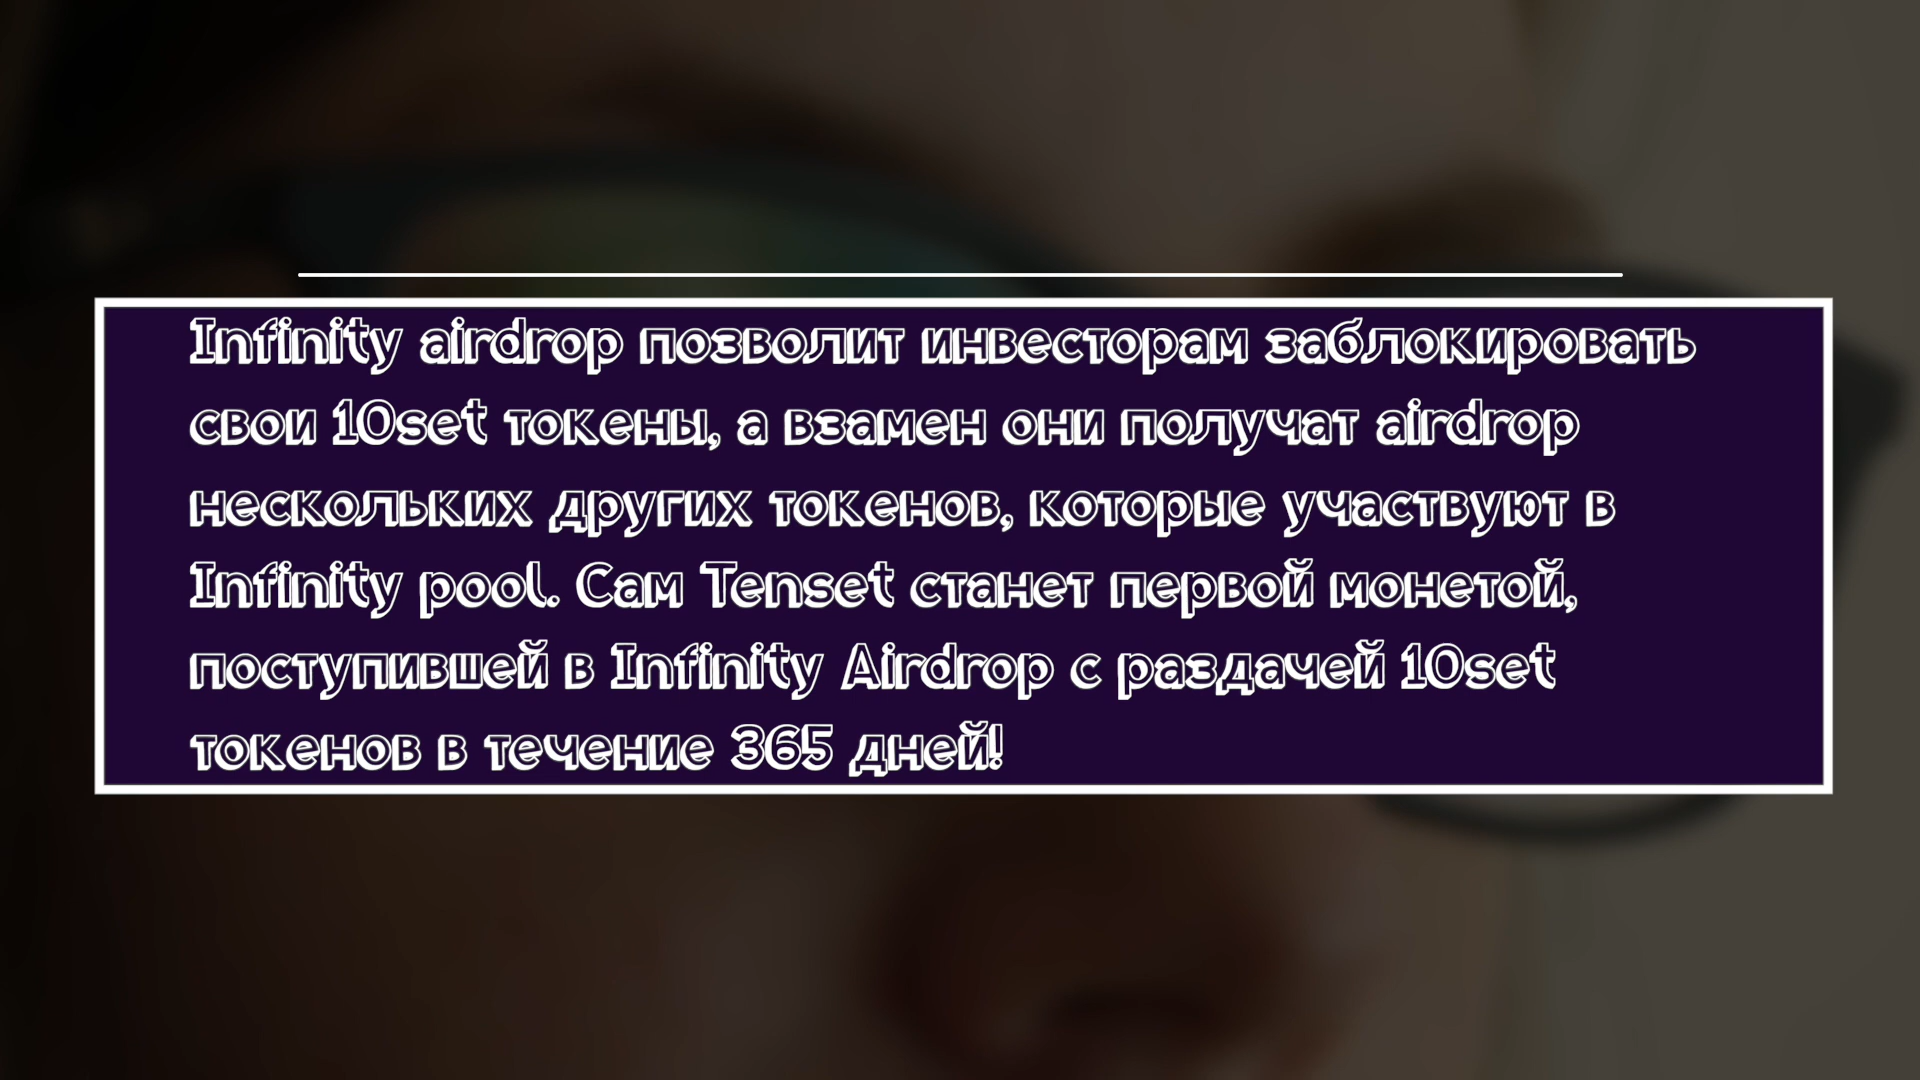 Infinity airdrop позволит инвесторам заблокировать
свои 10set токены, а взамен они получат airdrop
нескольких других токенов, которые участвуют в
Infinity pool. Сам Tenset станет первой монетой,
поступившей в Infinity Airdrop с раздачей 10set
токенов в течение 365 дней!